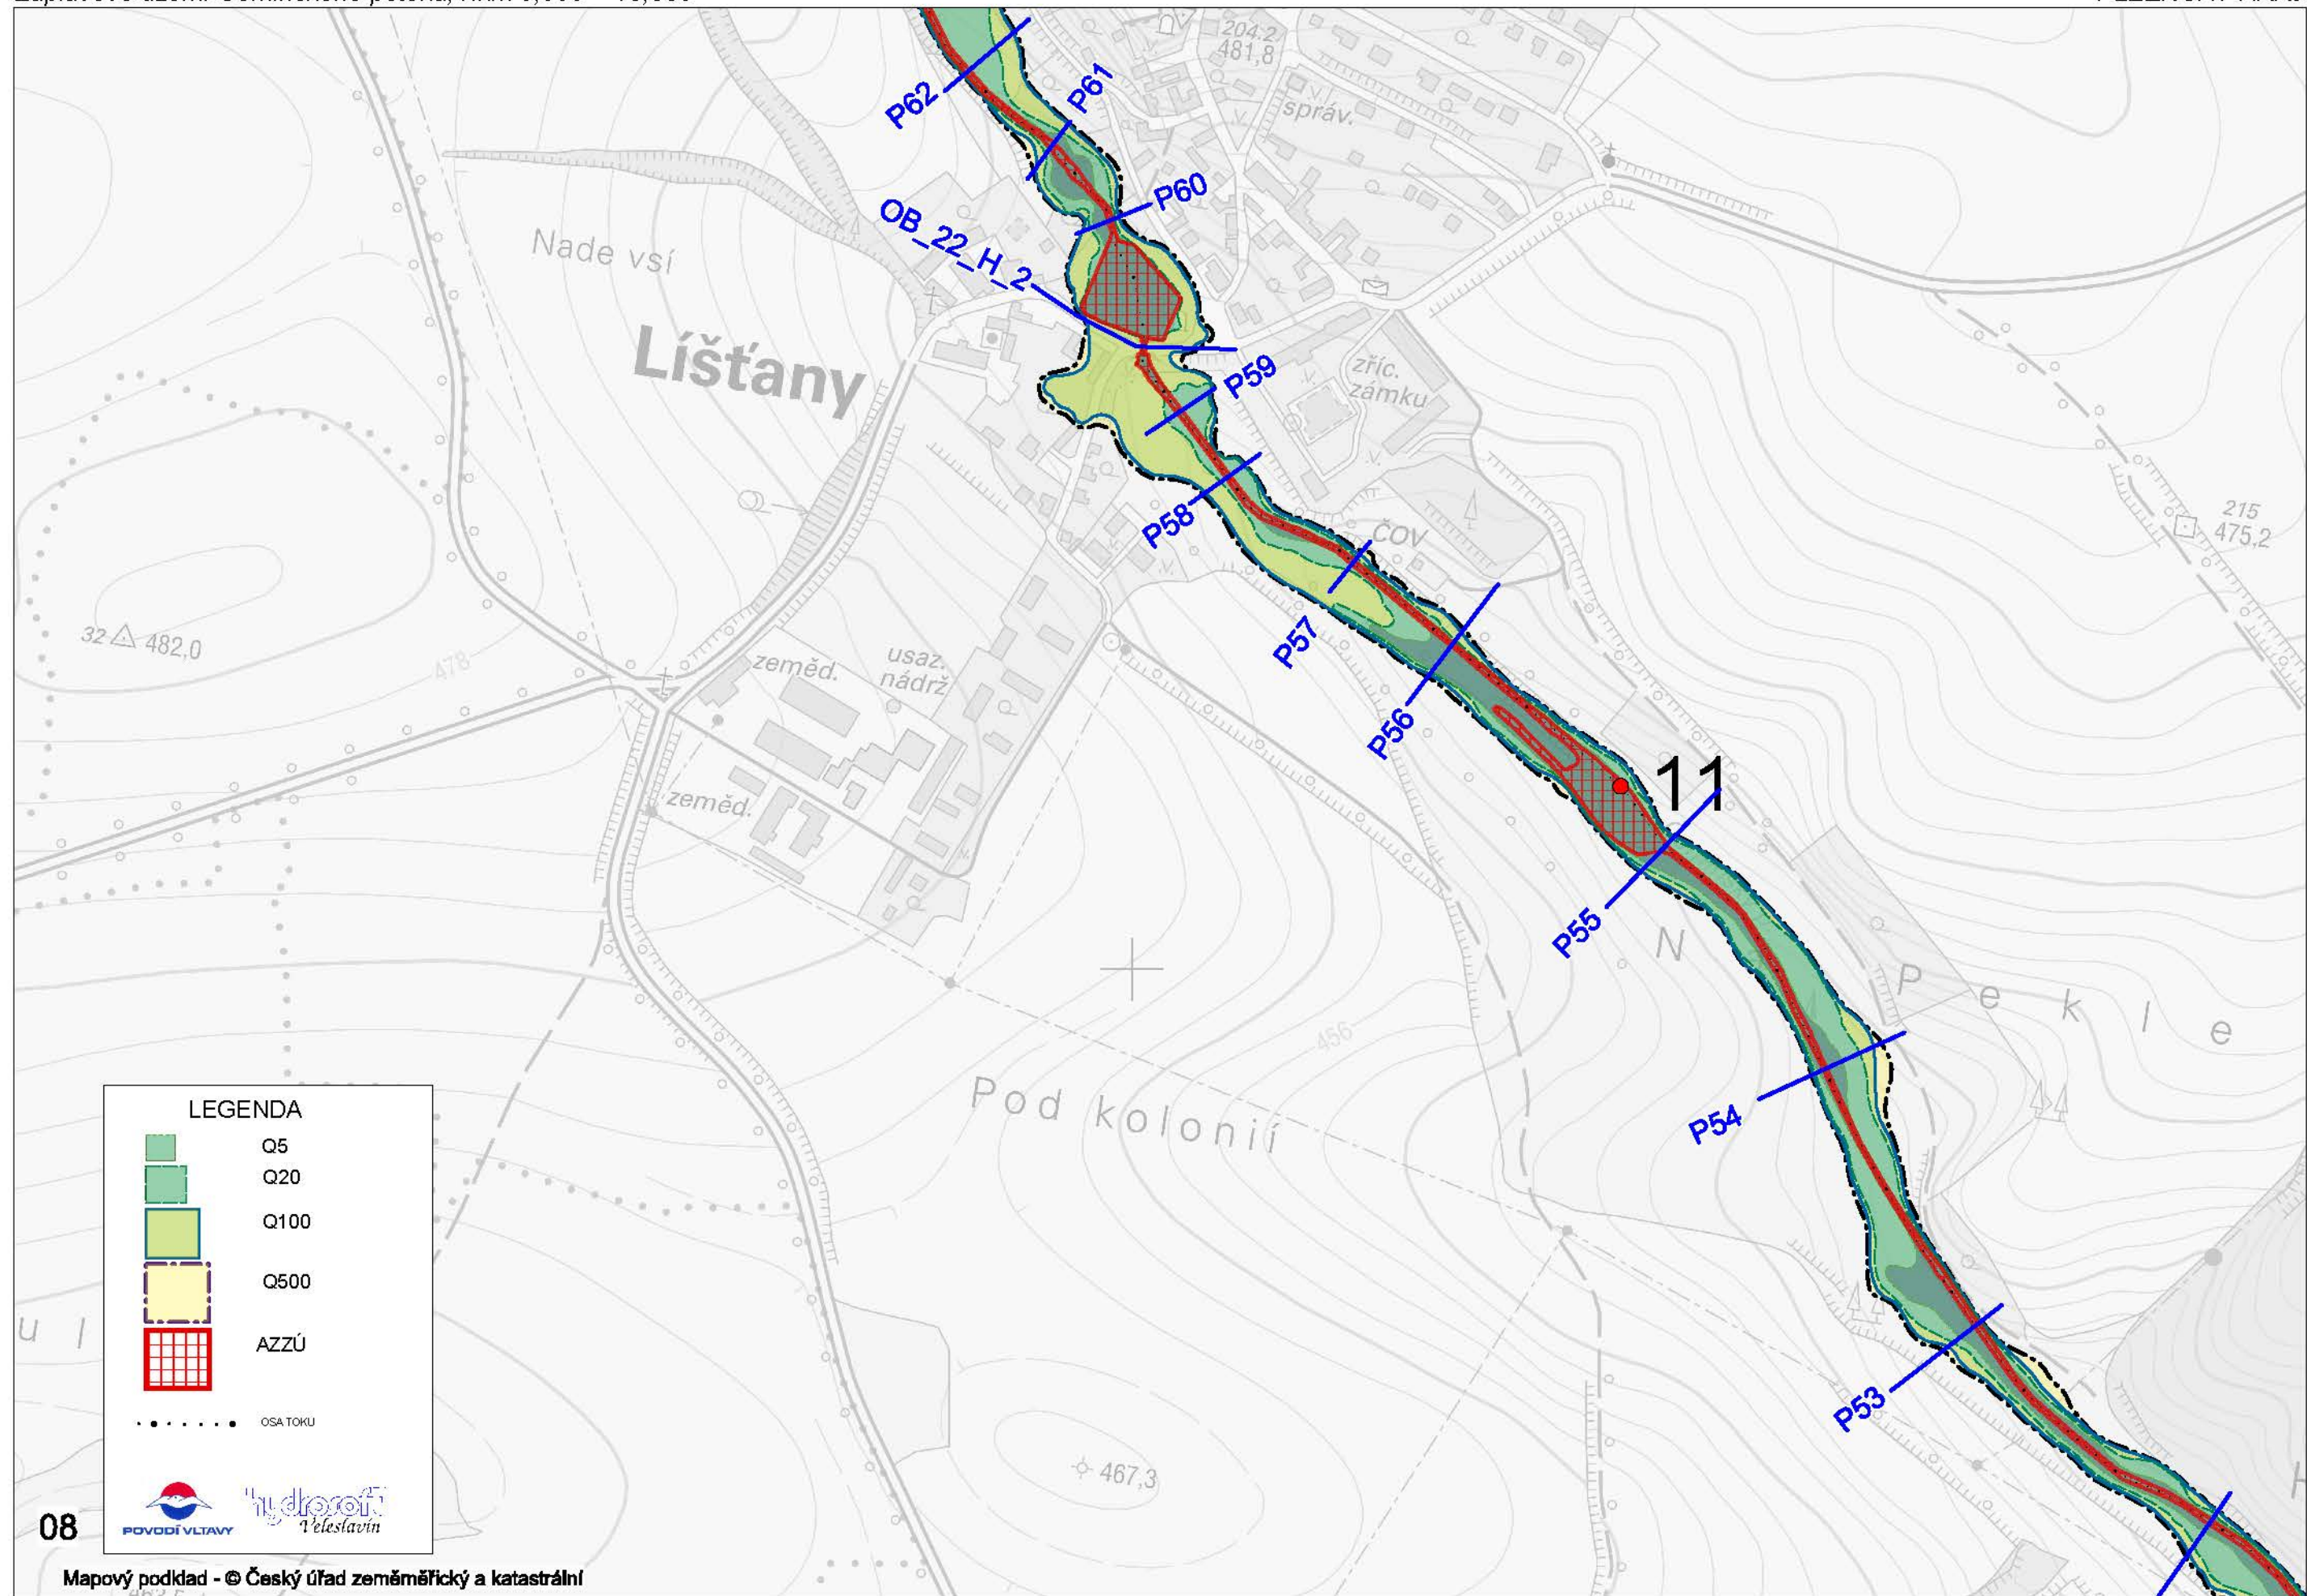 204.2
481,8
P61
P62
správ.
P60
OB_22_H_2
Nade vsí
Líšťany
P59
zříc.
zámku
P58
ČOV
215
475,2
P57
32 482,0
478
zeměd.
usaz.
nádrž
P56
11
zeměd.
P55
N
P e k l e
456
Pod kolonií
P54
LEGENDA
Q5
Q20
Q100
Q500
AZZÚ
OSA TOKU
u l
P53
467,3
08
POVODÍ VLTAVY
hydrosoft
Veleslavín
Mapový podklad - © Český úřad zeměměřický a katastrální